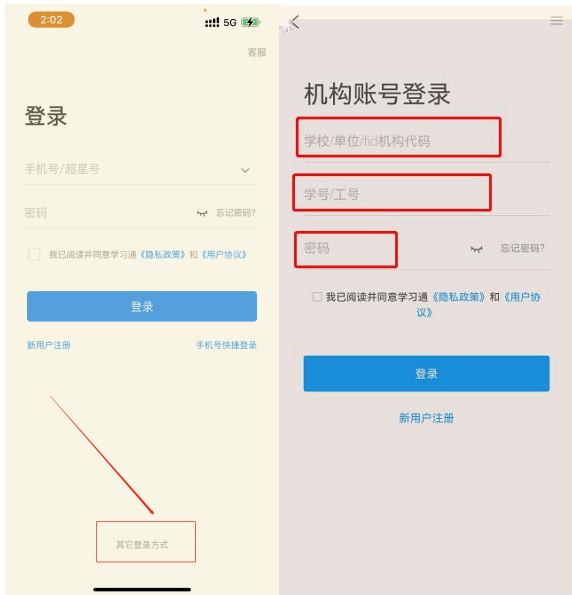 2:02
5G
客服
登录
手机号/超星号
密码
忘记密码?
我已阅读并同意学习通《隐私政策》和《用户协议》
登录
新用户注册
手机号快捷登录
其它登录方式
机构账号登录
学校/单位/fid机构代码
学号/工号
密码
忘记密码?
我已阅读并同意学习通《隐私政策》和《用户协
议》
登录
新用户注册